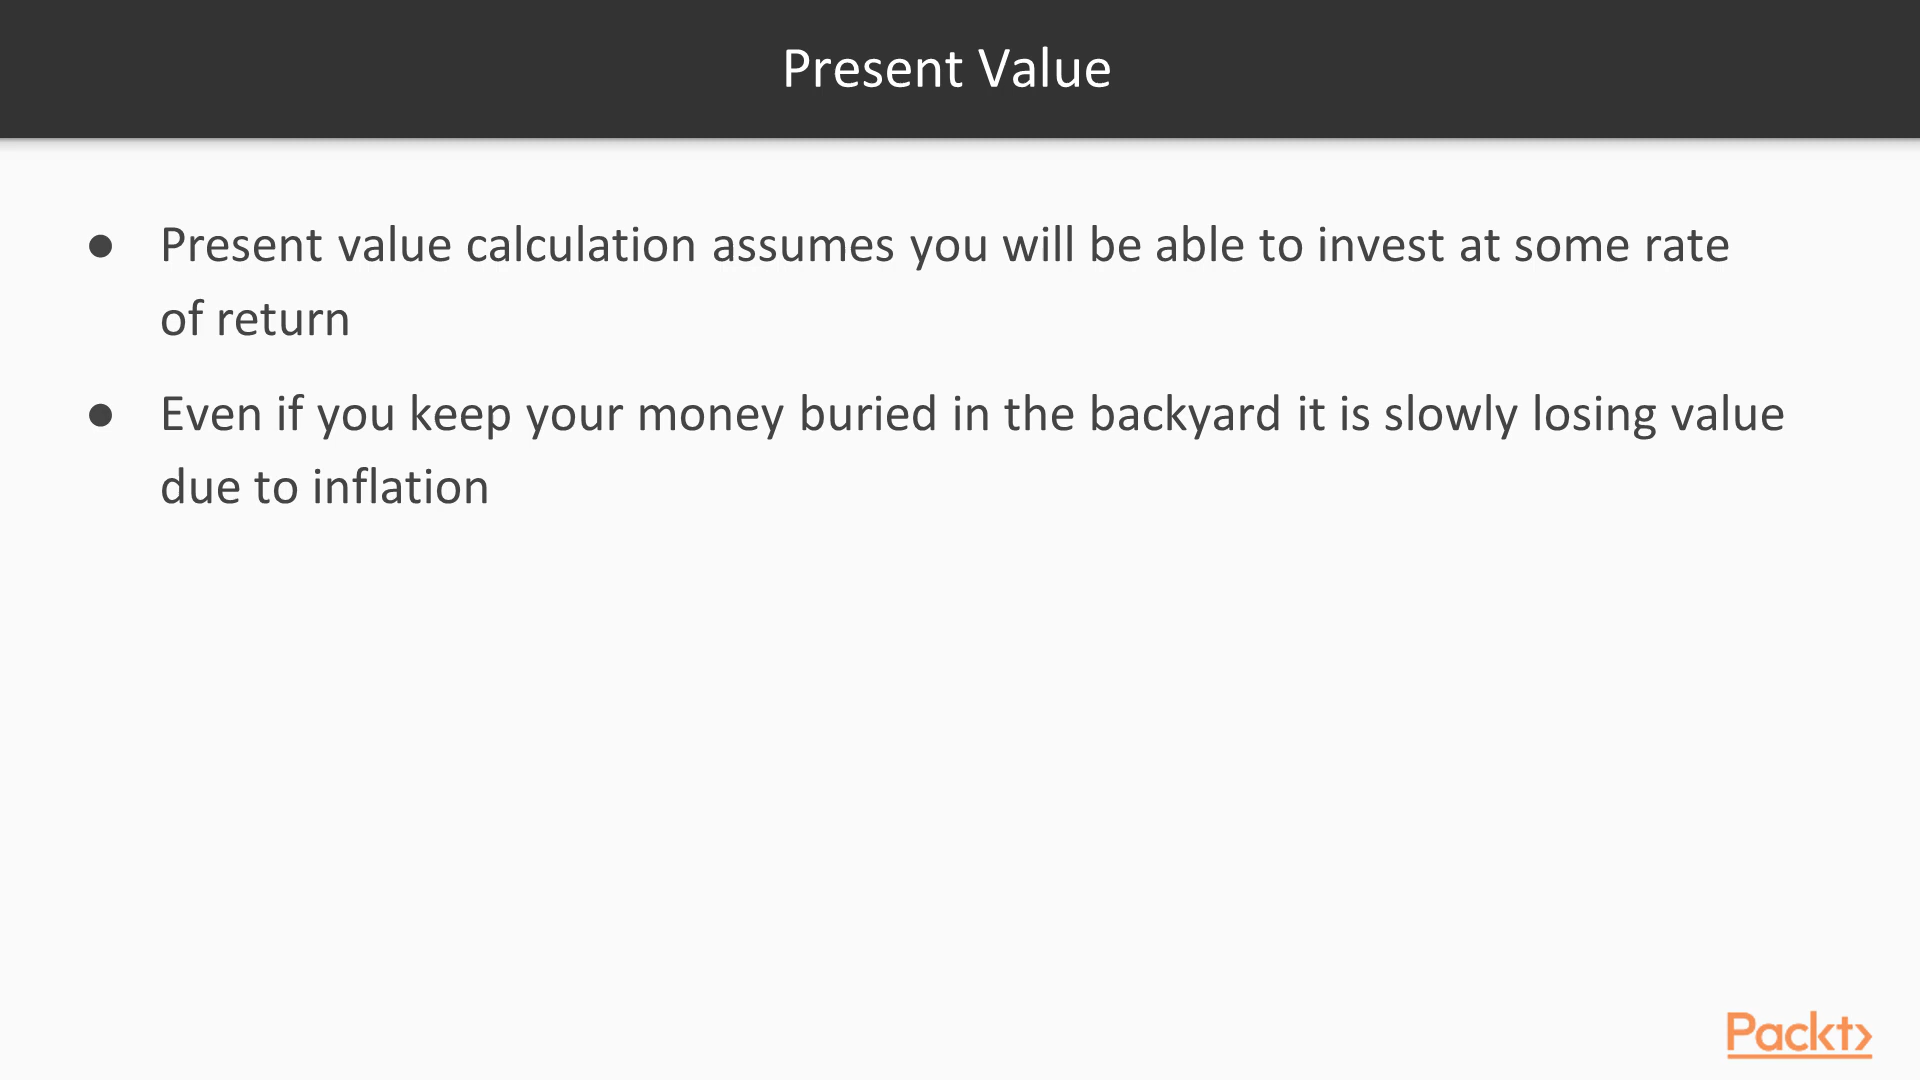 Present Value
● Present value calculation assumes you will be able to invest at some rate
of return
● Even if you keep your money buried in the backyard it is slowly losing value
due to inflation
Packt>